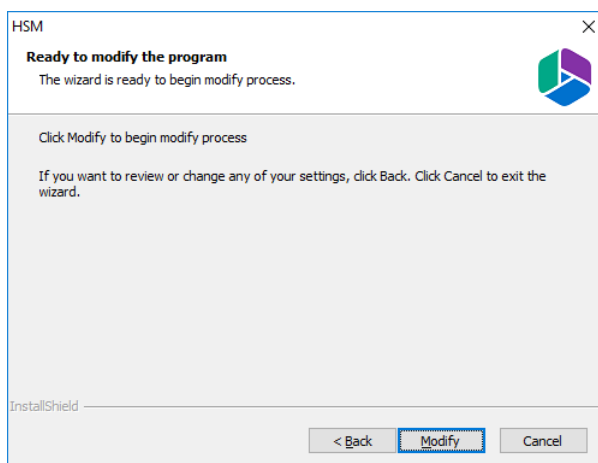 HSM
Ready to modify the program
The wizard is ready to begin modify process.
Click Modify to begin modify process
If you want to review or change any of your settings, click Back. Click Cancel to exit the
wizard.
InstallShield
< Back
Modify
Cancel